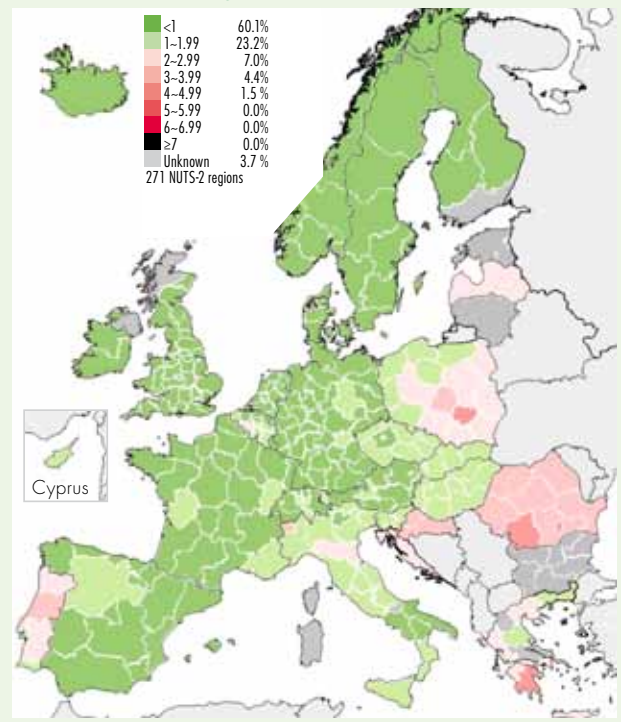 <1 60.1%
1~1.99 23.2%
2~2.99 7.0%
3~3.99 4.4%
4~4.99 1.5 %
5~5.99 0.0%
6~6.99 0.0%
≥7 0.0%
Unknown 3.7 %
271 NUTS-2 regions
Cyprus